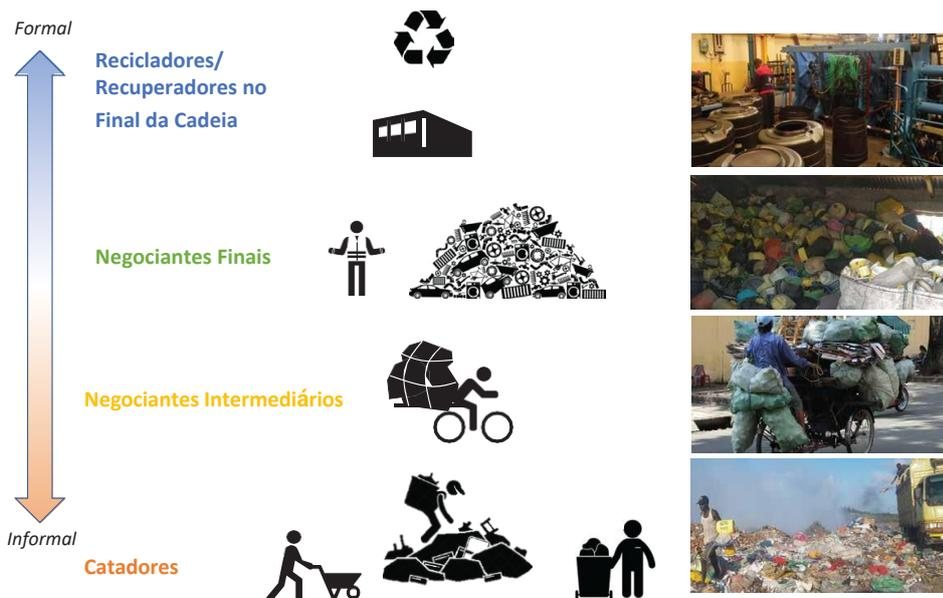 Formal
Recicladores/
Recuperadores no
Final da Cadeia
Negociantes Finais
Negociantes Intermediários
Informal
Catadores